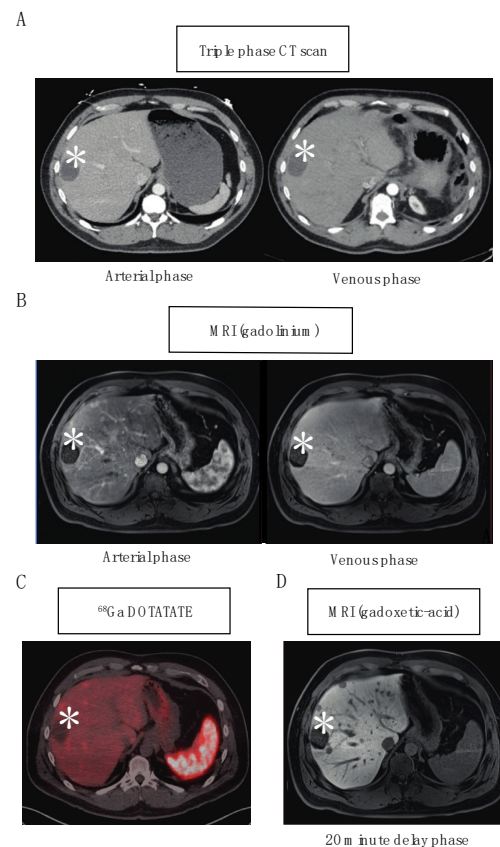 A
Triple phase CT scan
Arterial phase
Venous phase
B
MRI (gadolinium)
Arterial phase
Venous phase
C
D
⁶⁸Ga DOTATATE
MRI (gadoxetic-acid)
20 minute delay phase